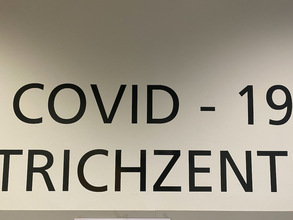 COVID - 19
TRICHZENT